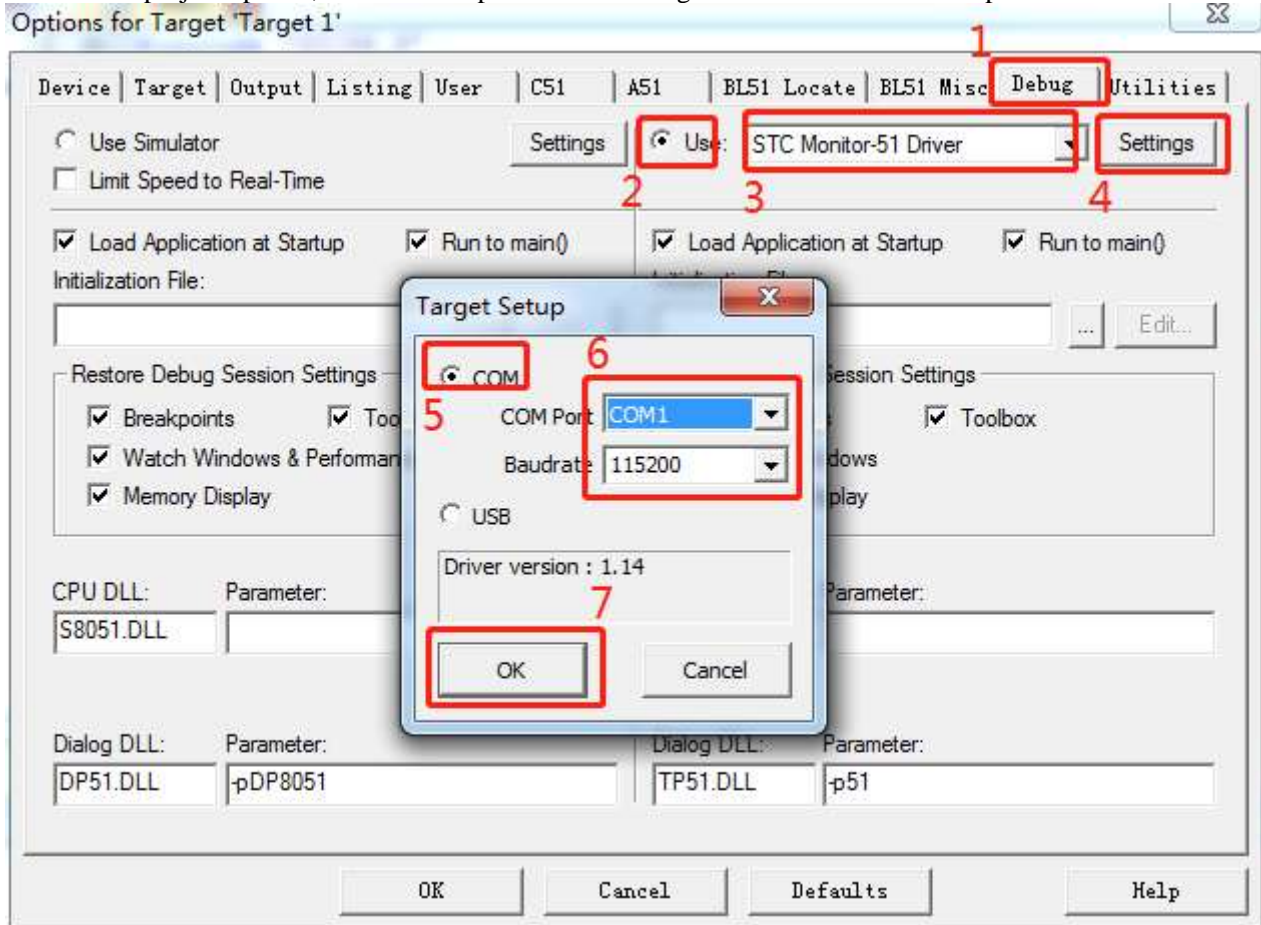 Options for Target 'Target 1'
1
Device Target Output Listing User C51 A51 BL51 Locate BL51 Misc Debug Utilities
Use Simulator Settings Use: STC Monitor-51 Driver Settings
Limit Speed to Real-Time
2 3 4
Load Application at Startup Run to main() Load Application at Startup Run to main()
Initialization File:
Target Setup
... Edit...
Restore Debug Session Settings Session Settings
COM 6
5 COM Port COM1
Breakpoints Toolbox
Baudrate 115200
Watch Windows &
Memory Display
USB
Driver version : 1.14
CPU DLL: Parameter: Parameter:
7
S8051.DLL
OK Cancel
Dialog DLL: Parameter: Dialog DLL: Parameter:
DP51.DLL -pDP8051 TP51.DLL -p51
OK Cancel Defaults Help